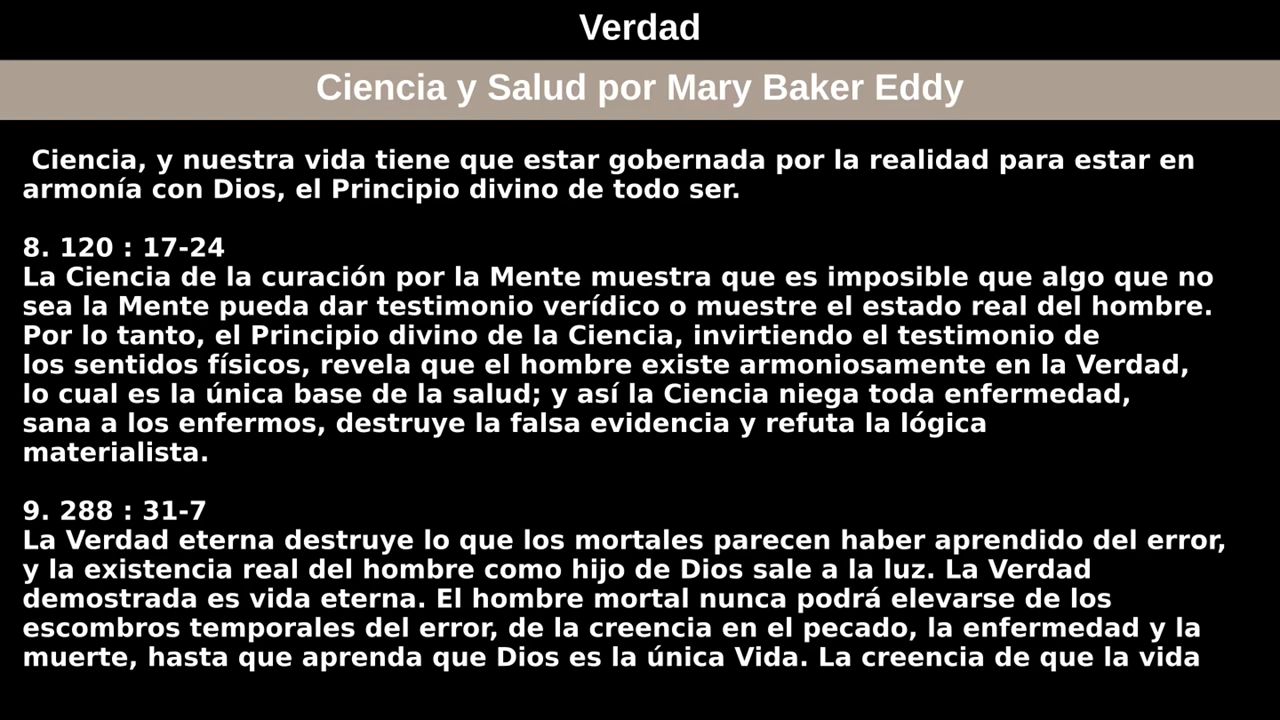 Verdad
Ciencia y Salud por Mary Baker Eddy
Ciencia, y nuestra vida tiene que estar gobernada por la realidad para estar en
armonía con Dios, el Principio divino de todo ser.
8. 120 : 17-24
La Ciencia de la curación por la Mente muestra que es imposible que algo que no
sea la Mente pueda dar testimonio verídico o muestre el estado real del hombre.
Por lo tanto, el Principio divino de la Ciencia, invirtiendo el testimonio de
los sentidos físicos, revela que el hombre existe armoniosamente en la Verdad,
lo cual es la única base de la salud; y así la Ciencia niega toda enfermedad,
sana a los enfermos, destruye la falsa evidencia y refuta la lógica
materialista.
9. 288 : 31-7
La Verdad eterna destruye lo que los mortales parecen haber aprendido del error,
y la existencia real del hombre como hijo de Dios sale a la luz. La Verdad
demostrada es vida eterna. El hombre mortal nunca podrá elevarse de los
escombros temporales del error, de la creencia en el pecado, la enfermedad y la
muerte, hasta que aprenda que Dios es la única Vida. La creencia de que la vida